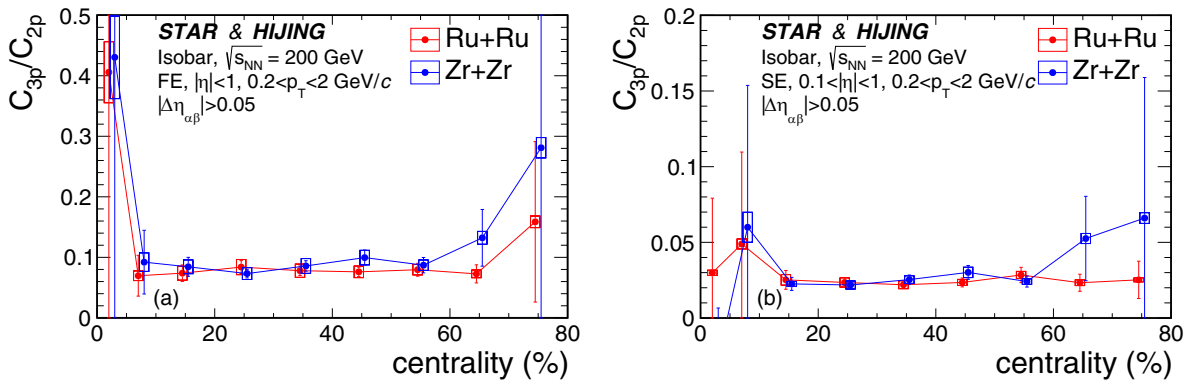 C3p/C2p
0.4
0.3
0.2
0.1
0
STAR & HIJING
Isobar, √sNN = 200 GeV
FE, |η|<1, 0.2<pT<2 GeV/c
|Δηαβ|>0.05
Ru+Ru
Zr+Zr
(a)
0 20 40 60 80
centrality (%)
C3p/C2p
0.2
0.15
0.1
0.05
0
STAR & HIJING
Isobar, √sNN = 200 GeV
SE, 0.1<|η|<1, 0.2<pT<2 GeV/c
|Δηαβ|>0.05
Ru+Ru
Zr+Zr
(b)
0 20 40 60 80
centrality (%)